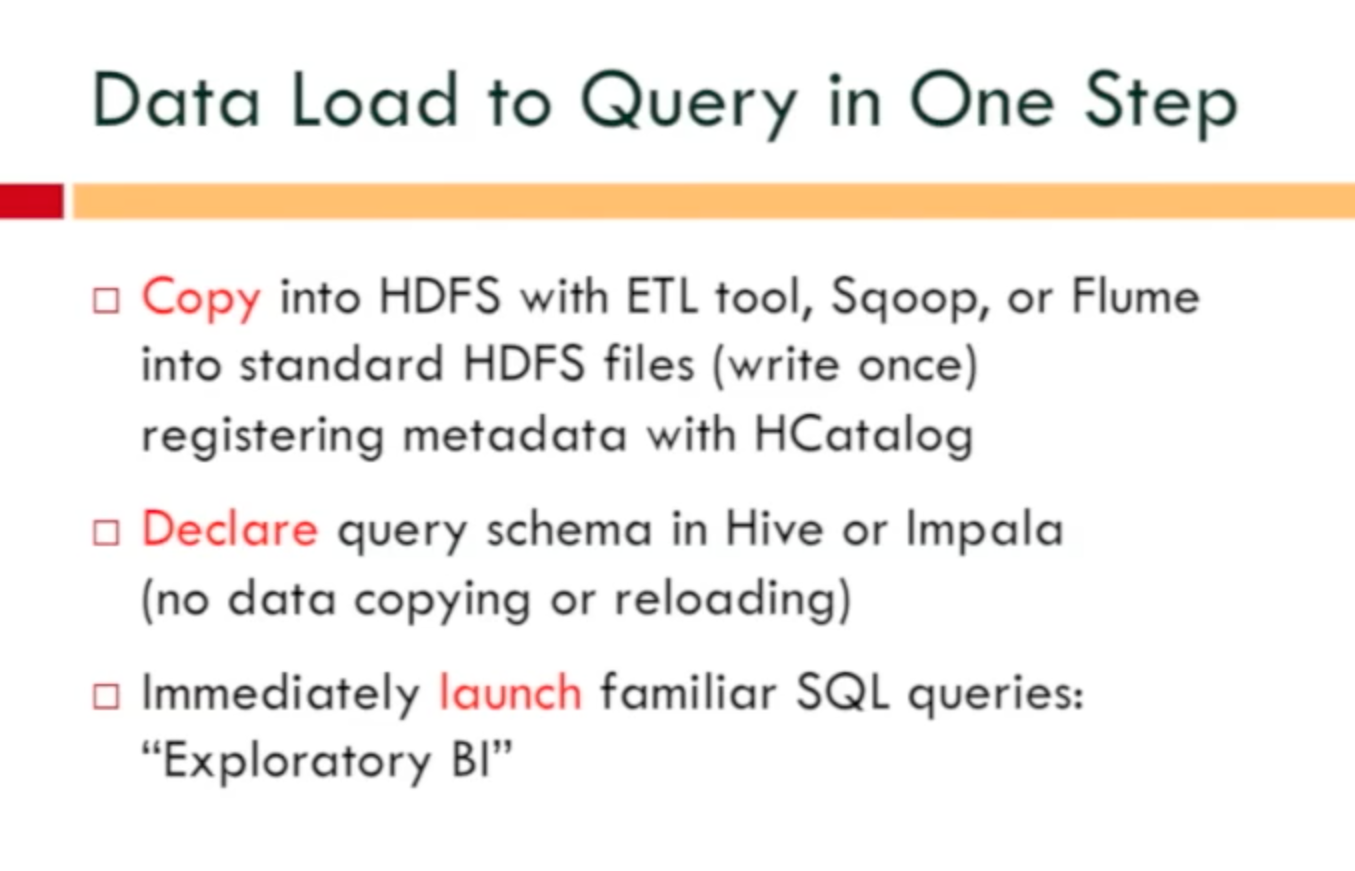 Data Load to Query in One Step
Copy into HDFS with ETL tool, Sqoop, or Flume
into standard HDFS files (write once)
registering metadata with HCatalog
Declare query schema in Hive or Impala
(no data copying or reloading)
Immediately launch familiar SQL queries:
“Exploratory BI”